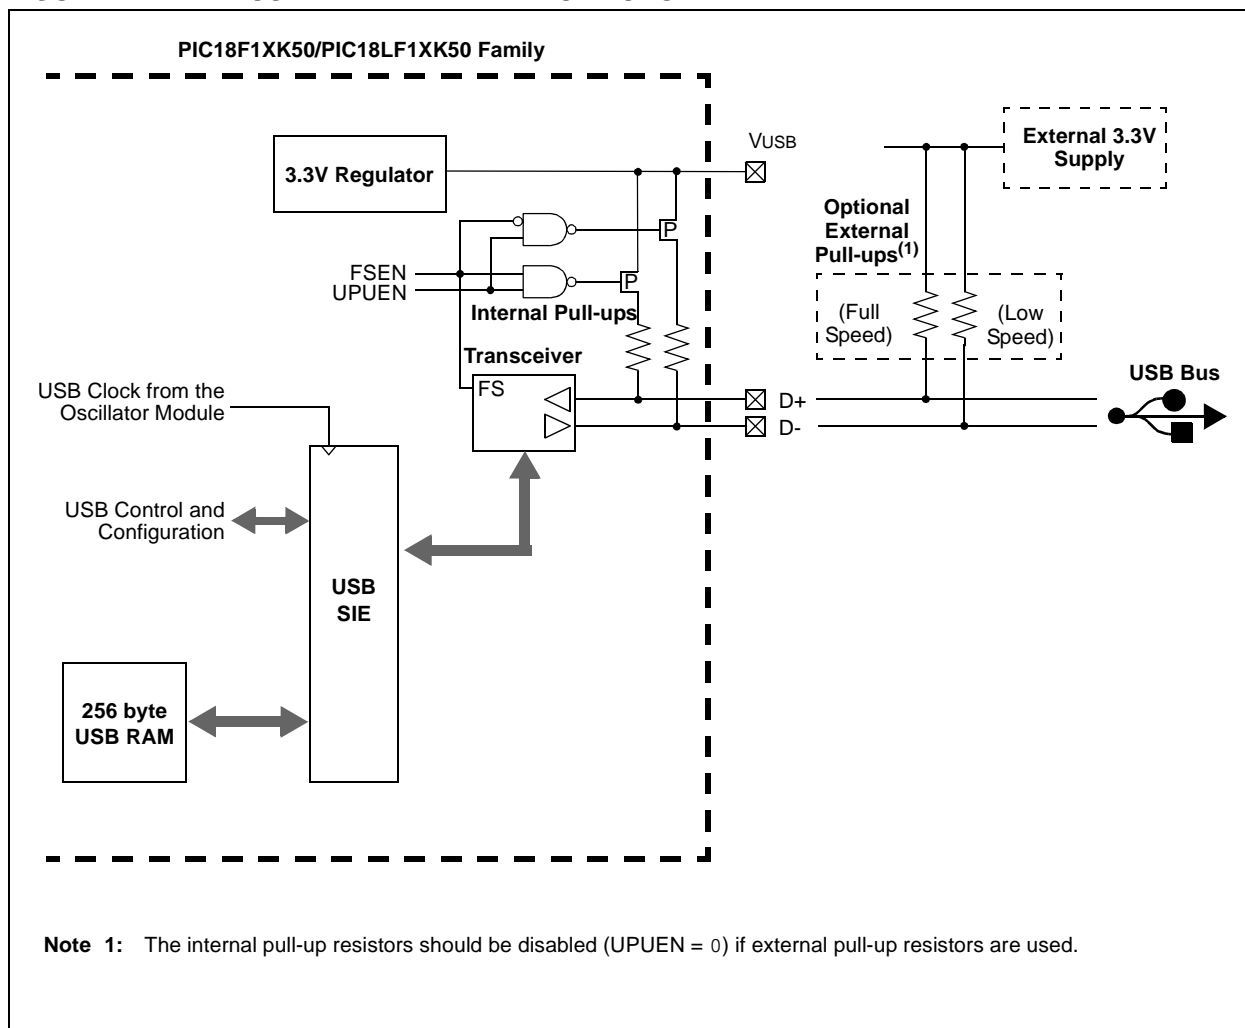 PIC18F1XK50/PIC18LF1XK50 Family
3.3V Regulator
VUSB
External 3.3V
Supply
P
Optional
External
Pull-ups(1)
FSEN
UPUEN
P
Internal Pull-ups
(Full
Speed)
(Low
Speed)
Transceiver
FS
USB Clock from the
Oscillator Module
D+
D-
USB Bus
USB Control and
Configuration
USB
SIE
256 byte
USB RAM
Note 1: The internal pull-up resistors should be disabled (UPUEN = 0) if external pull-up resistors are used.